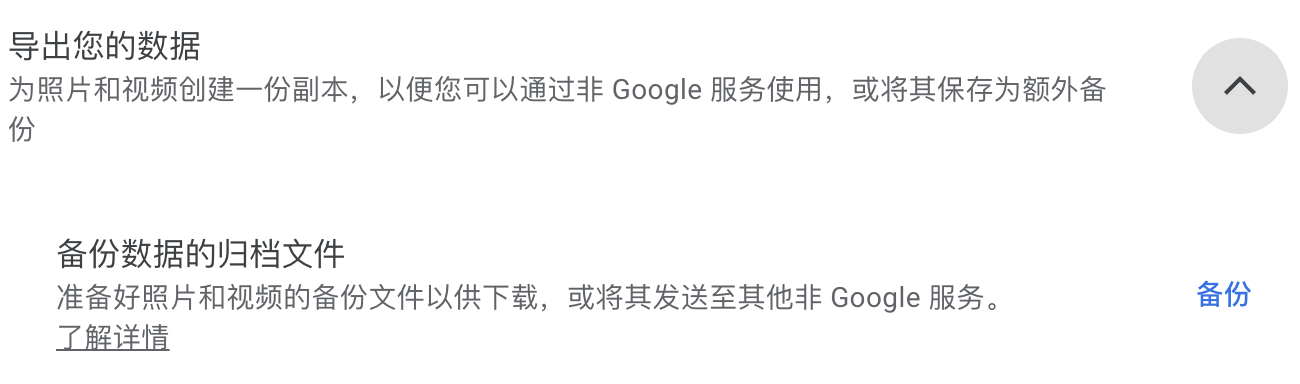 导出您的数据
为照片和视频创建一份副本，以便您可以通过非 Google 服务使用，或将其保存为额外备
份
备份数据的归档文件
准备好照片和视频的备份文件以供下载，或将其发送至其他非 Google 服务。
备份
了解详情